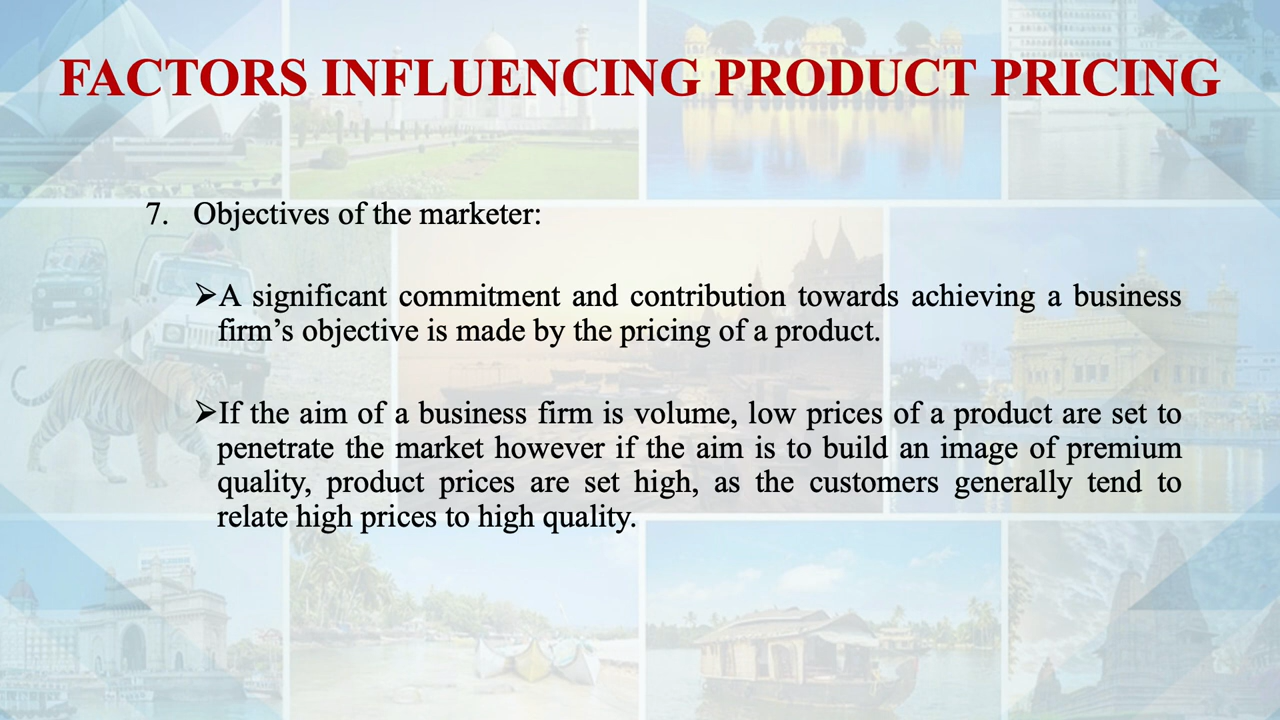 FACTORS INFLUENCING PRODUCT PRICING
7. Objectives of the marketer:
➢A significant commitment and contribution towards achieving a business
firm’s objective is made by the pricing of a product.
➢If the aim of a business firm is volume, low prices of a product are set to
penetrate the market however if the aim is to build an image of premium
quality, product prices are set high, as the customers generally tend to
relate high prices to high quality.